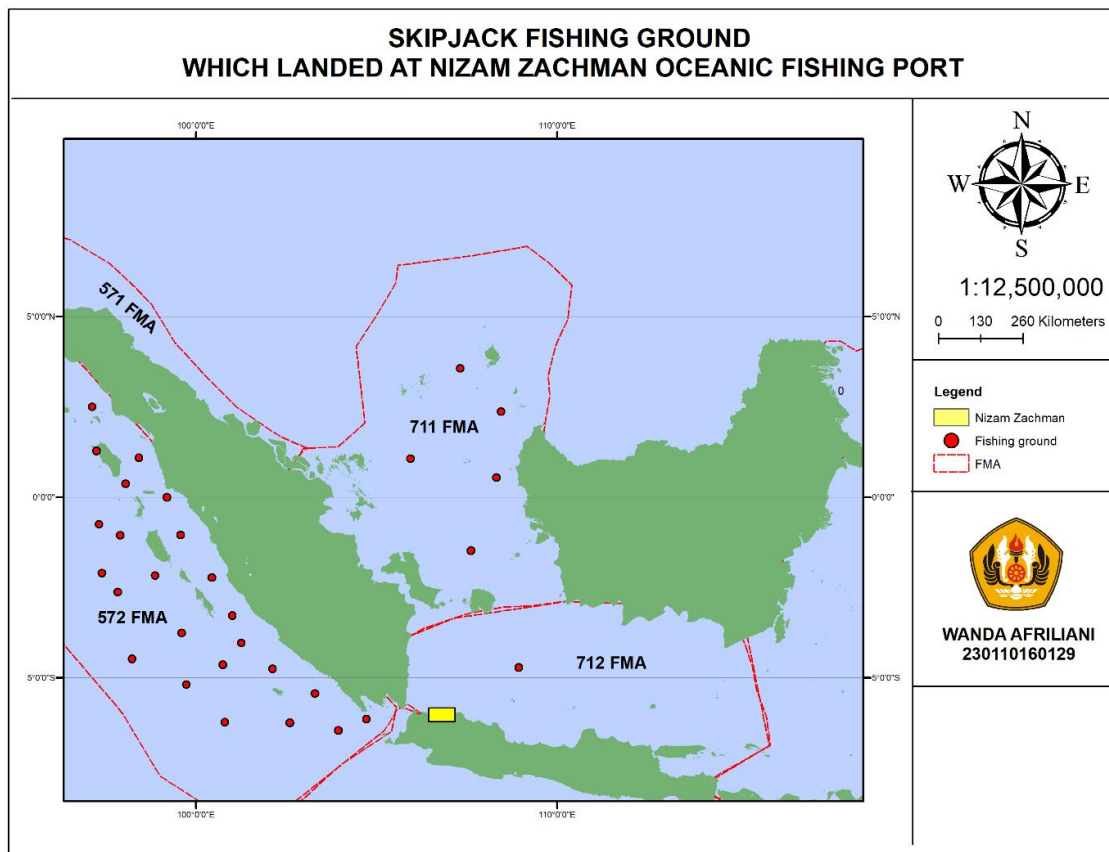 SKIPJACK FISHING GROUND
WHICH LANDED AT NIZAM ZACHMAN OCEANIC FISHING PORT
100°0'0"E
110°0'0"E
5°0'0"N
5°0'0"N
0°0'0"
0°0'0"
5°0'0"S
5°0'0"S
100°0'0"E
110°0'0"E
571 FMA
711 FMA
572 FMA
712 FMA
0
N
W
E
S
1:12,500,000
0 130 260 Kilometers
Legend
Nizam Zachman
Fishing ground
FMA
WANDA AFRILIANI
230110160129